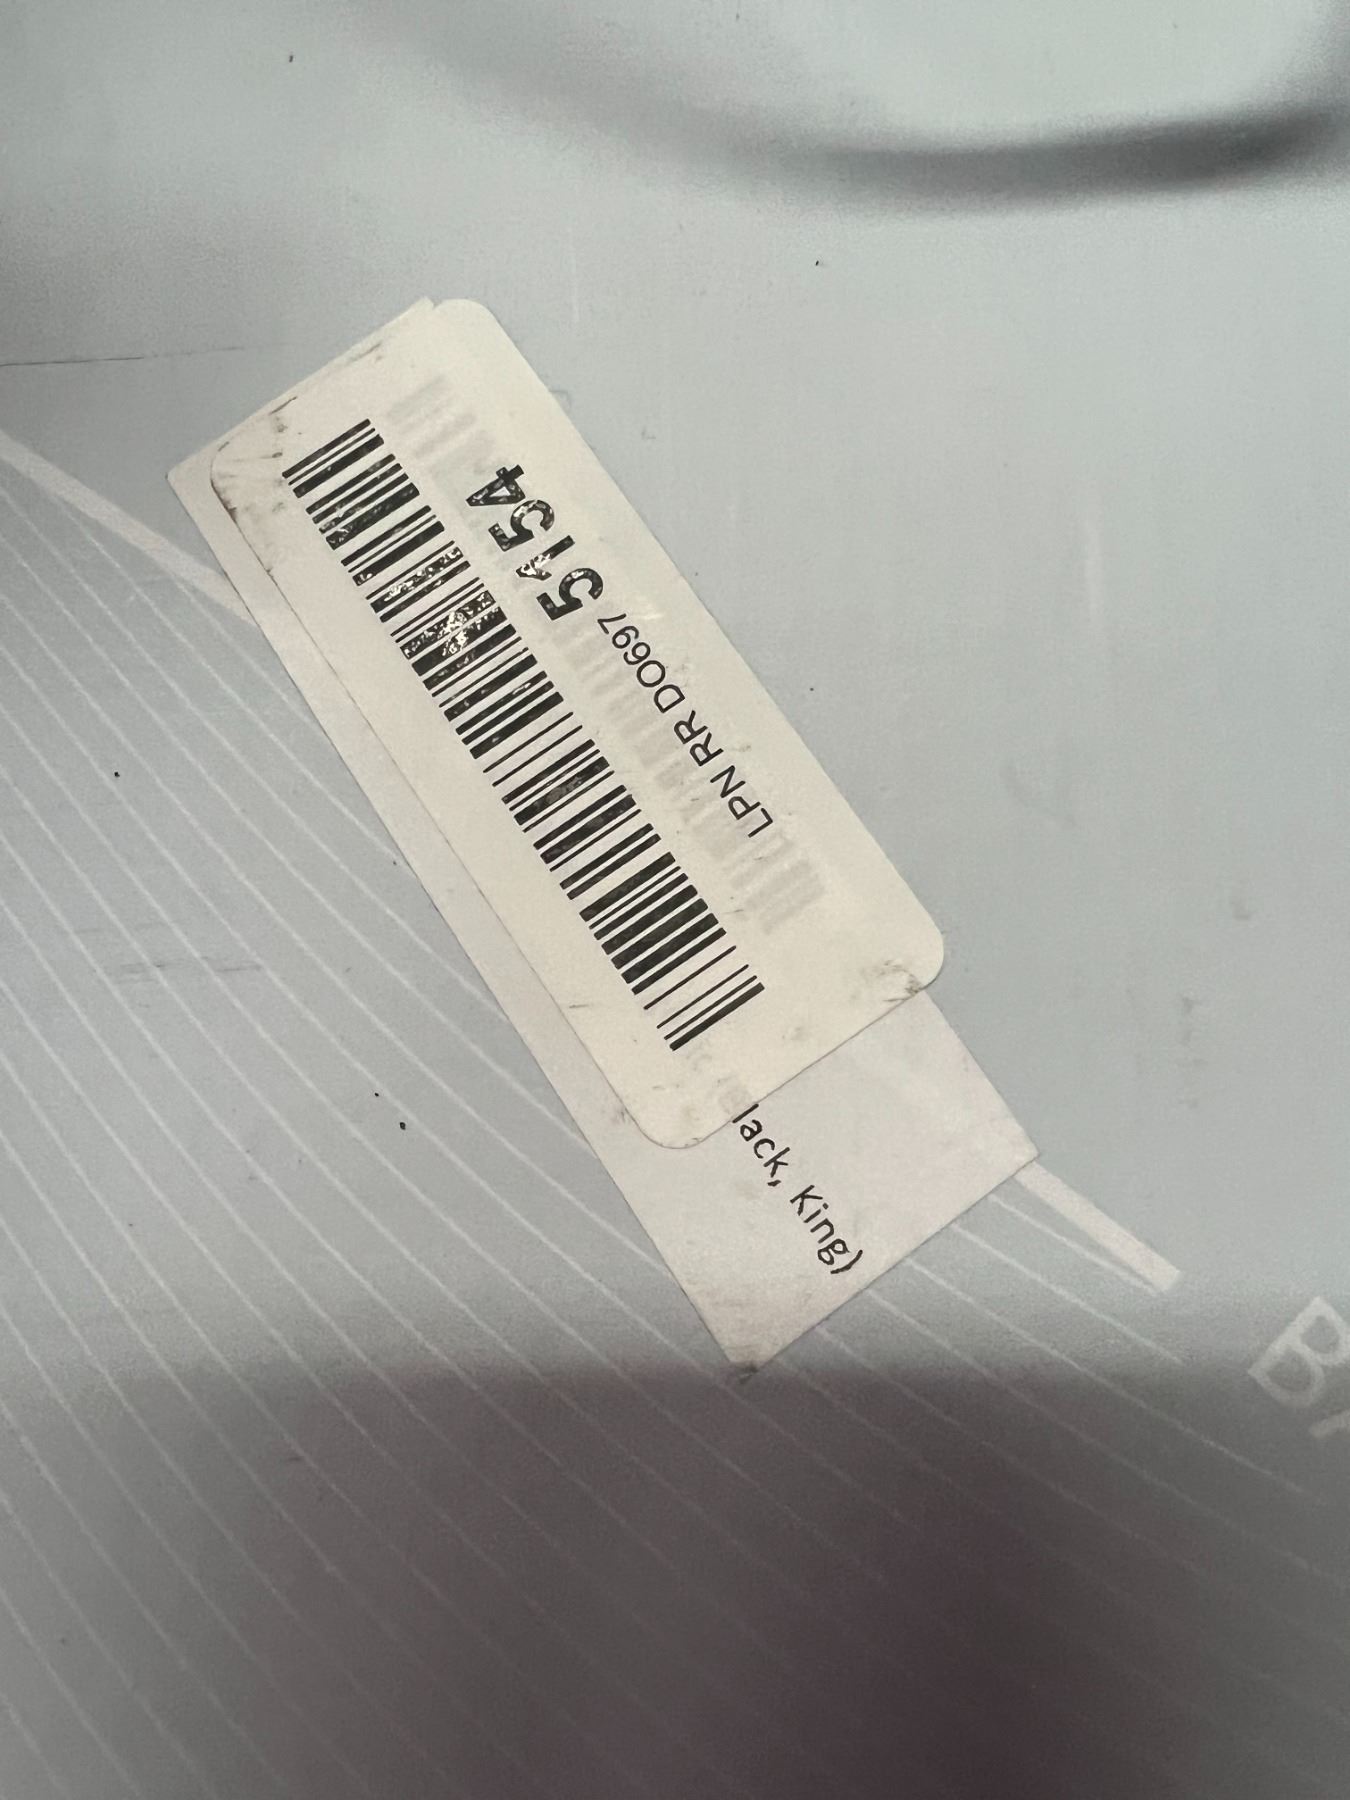 LPN RR DO697 5154
lack, King)